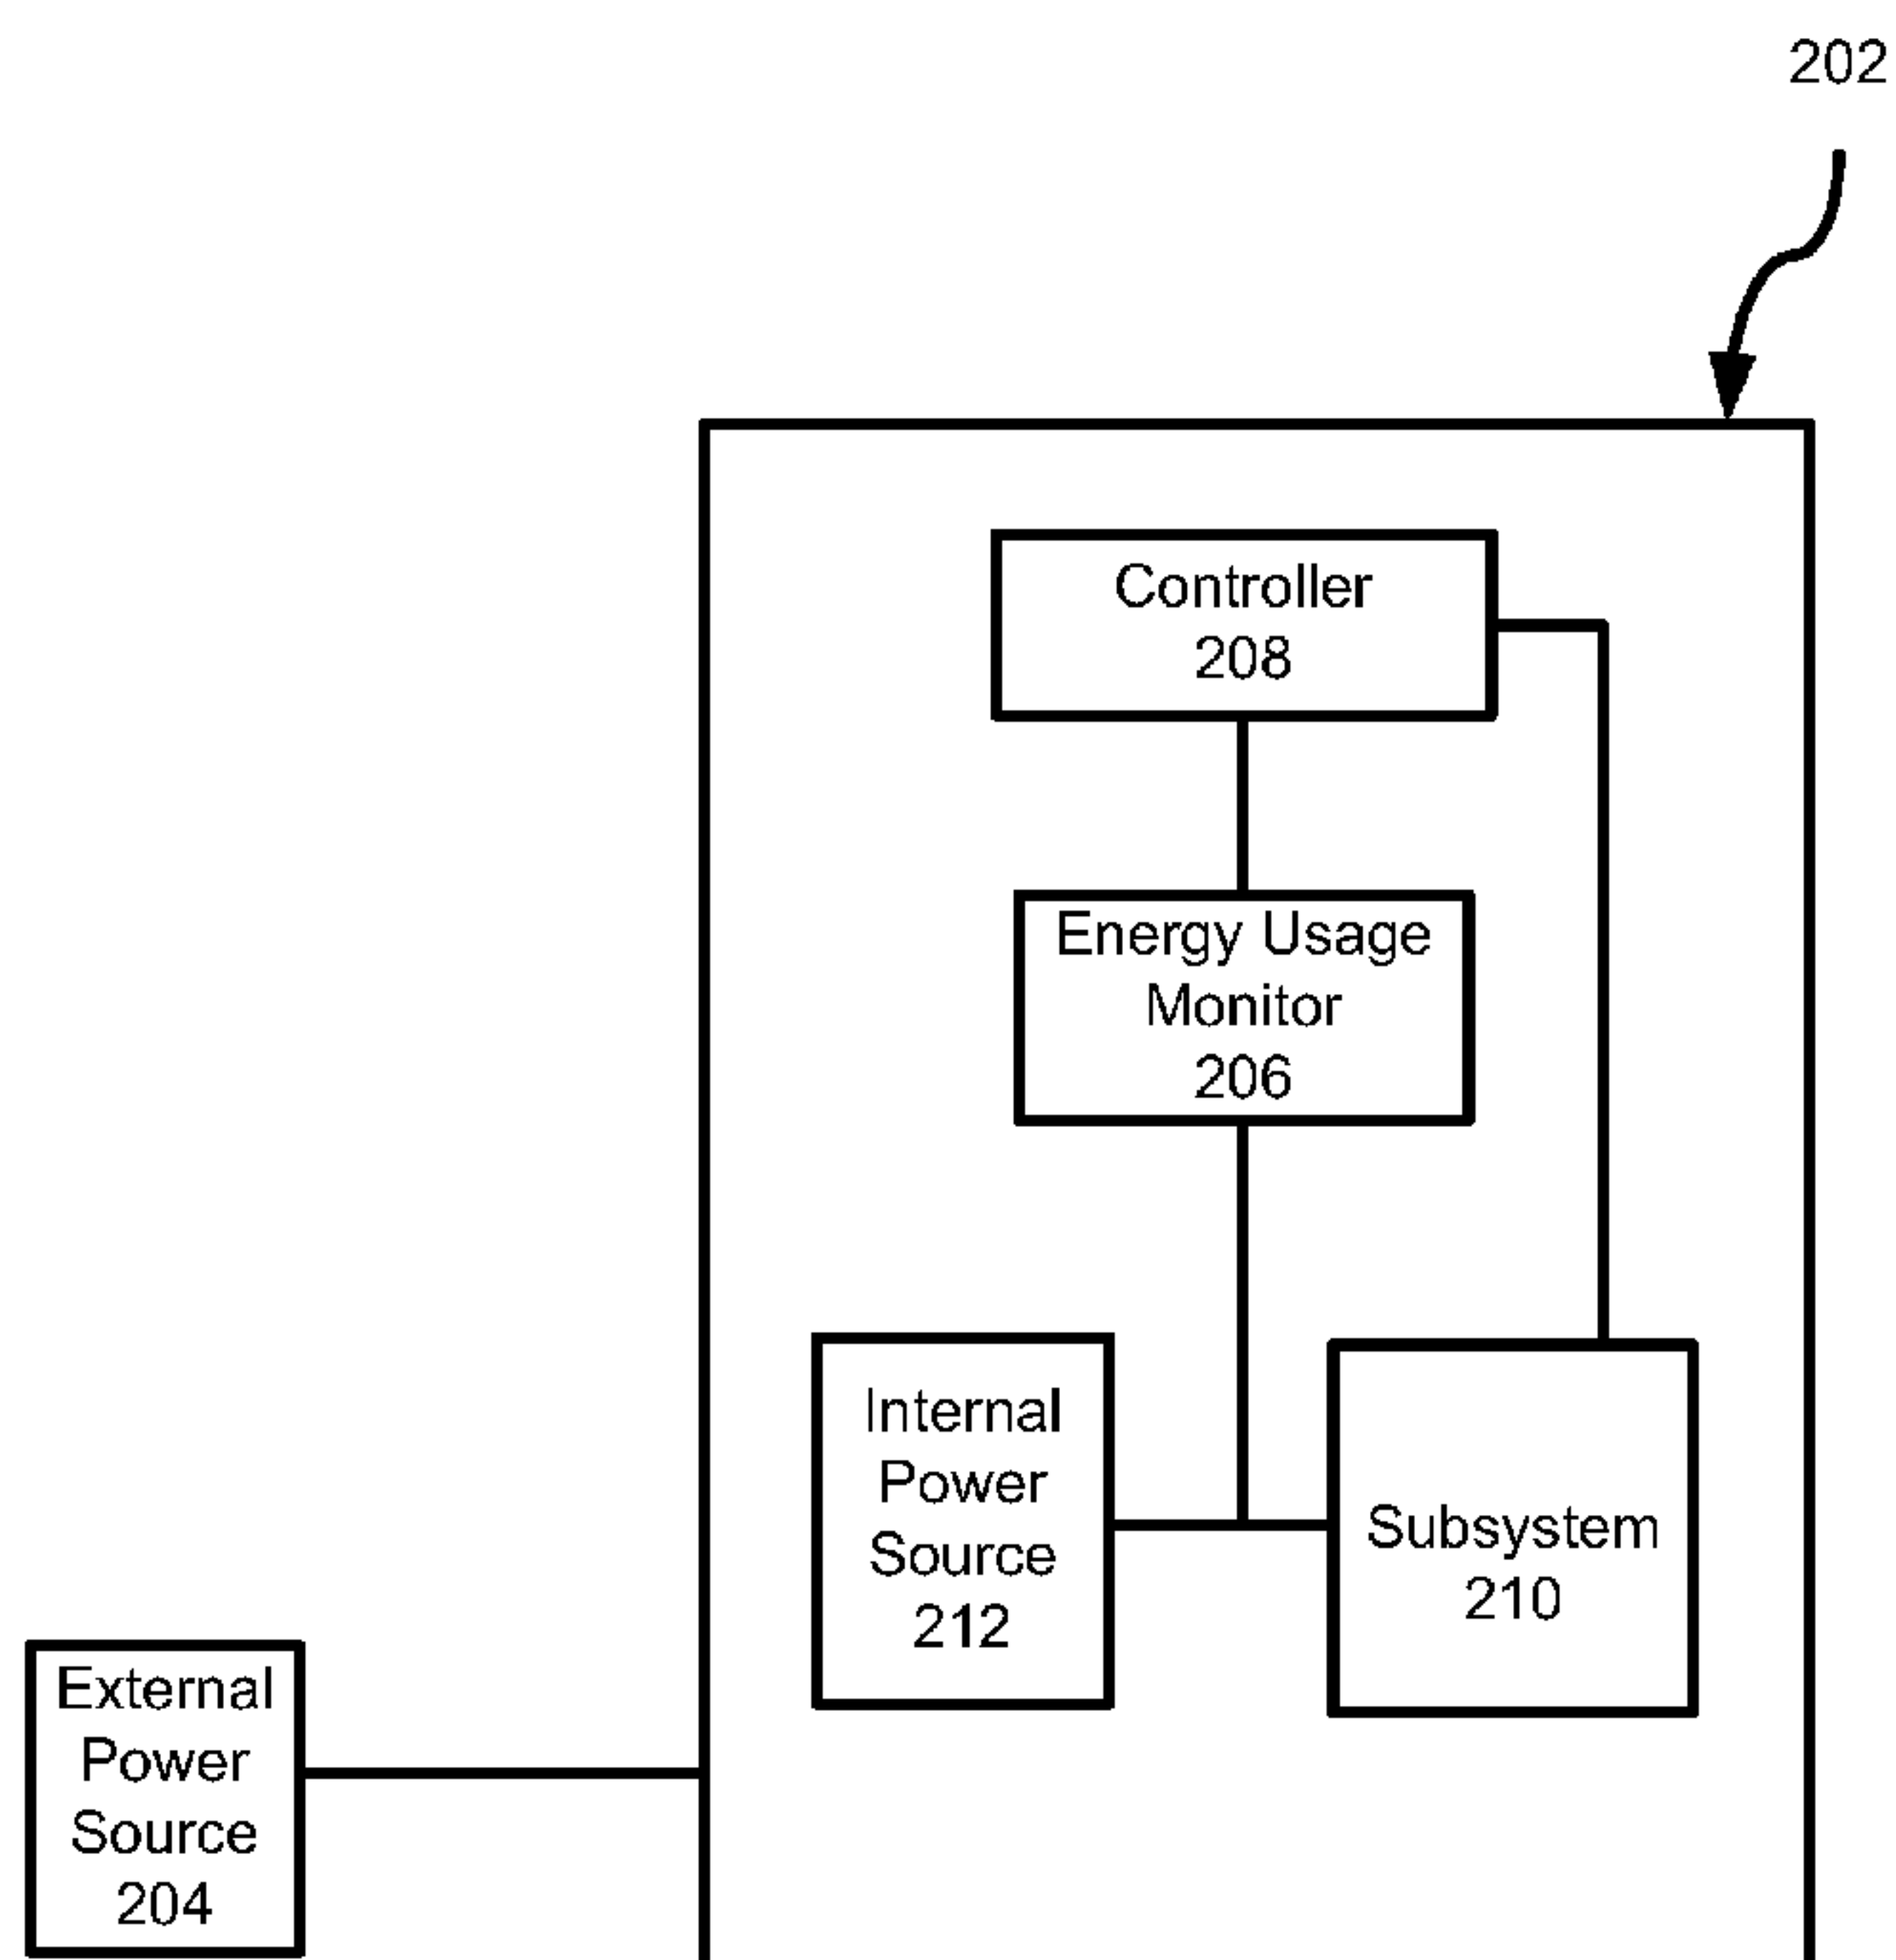 202
Controller
208
Energy Usage
Monitor
206
Internal
Power
Source
212
Subsystem
210
External
Power
Source
204